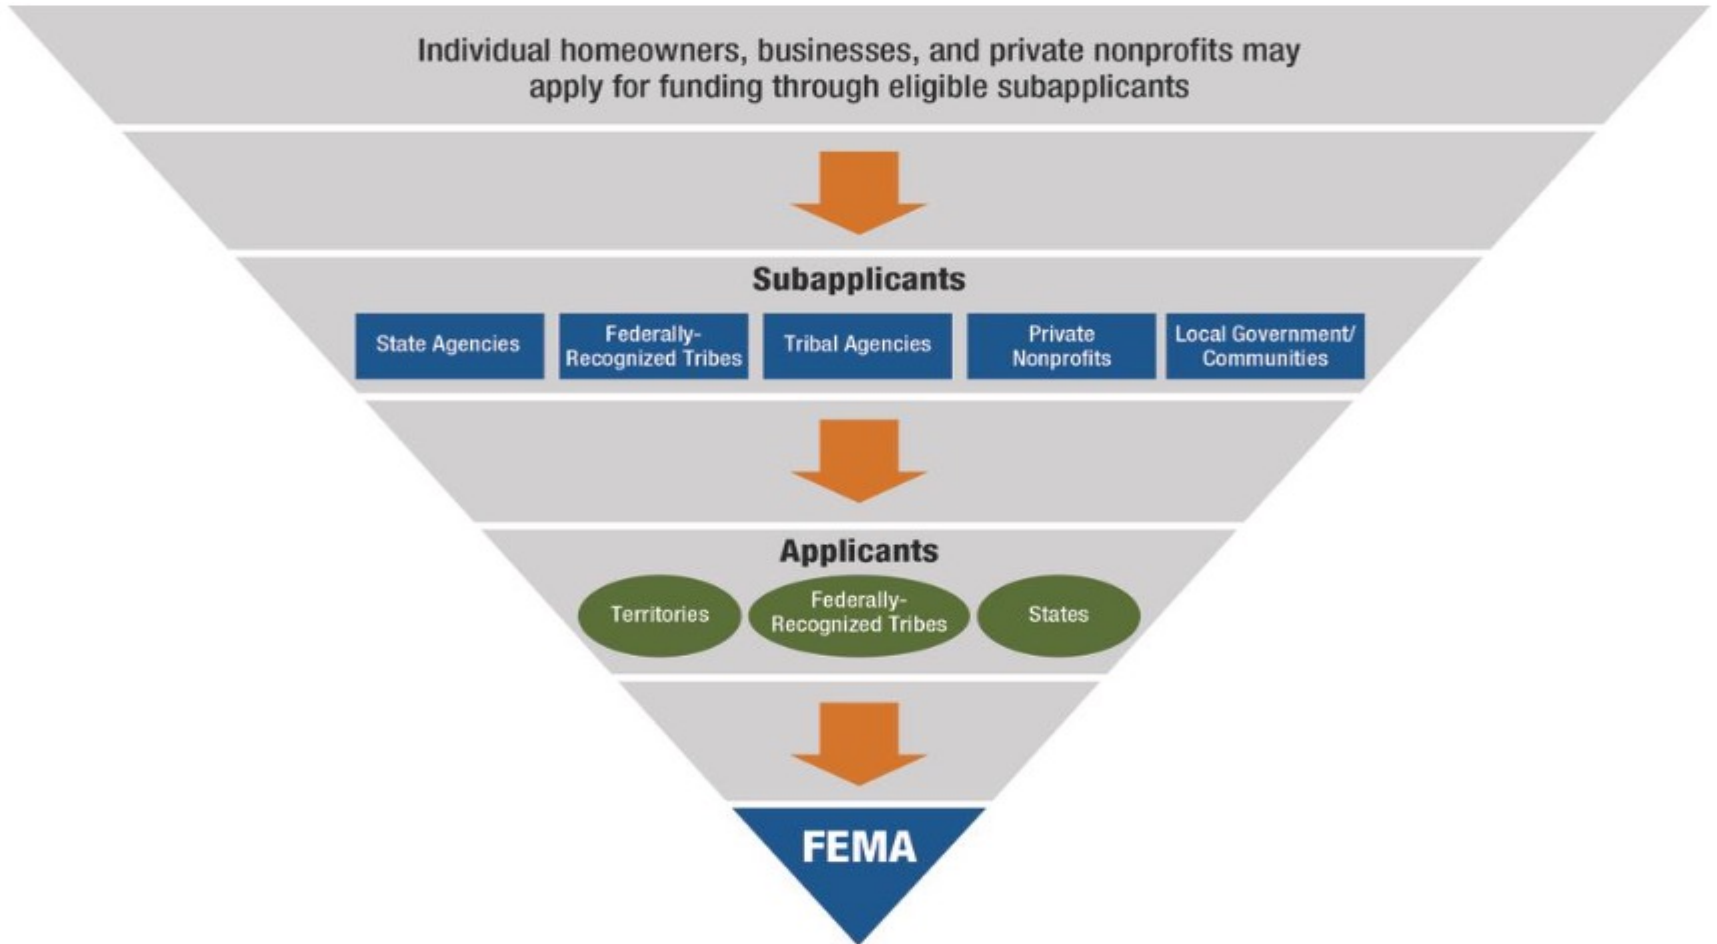 Individual homeowners, businesses, and private nonprofits may
apply for funding through eligible subapplicants
Subapplicants
State Agencies
Federally-
Recognized Tribes
Tribal Agencies
Private
Nonprofits
Local Government/
Communities
Applicants
Territories
Federally-
Recognized Tribes
States
FEMA